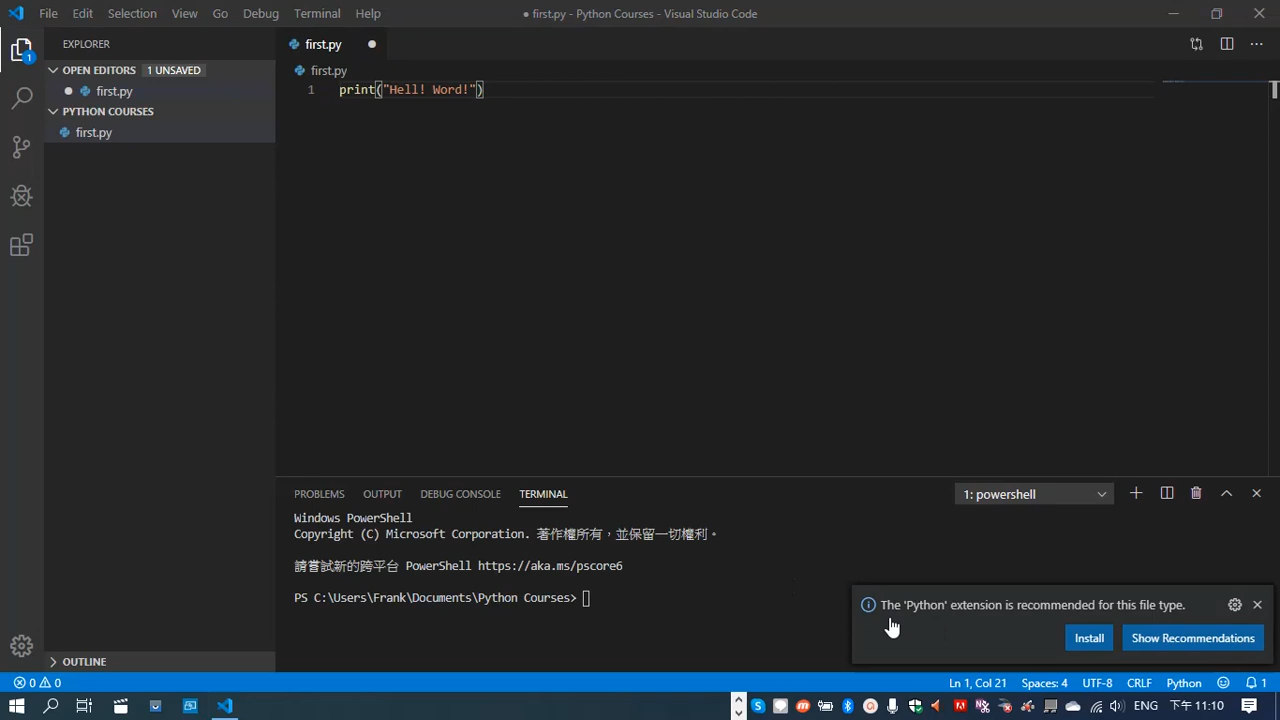 File Edit Selection View Go Debug Terminal Help ● first.py - Python Courses - Visual Studio Code
EXPLORER
OPEN EDITORS 1 UNSAVED
● first.py
PYTHON COURSES
first.py
OUTLINE
first.py ●
first.py
1 print("Hell! Word!")
PROBLEMS OUTPUT DEBUG CONSOLE TERMINAL 1: powershell
Windows PowerShell
Copyright (C) Microsoft Corporation. 著作權所有，並保留一切權利。
請嘗試新的跨平台 PowerShell https://aka.ms/pscore6
PS C:\Users\Frank\Documents\Python Courses>
The 'Python' extension is recommended for this file type.
Install Show Recommendations
0 0 Ln 1, Col 21 Spaces: 4 UTF-8 CRLF Python 1
ENG 下午 11:10
1